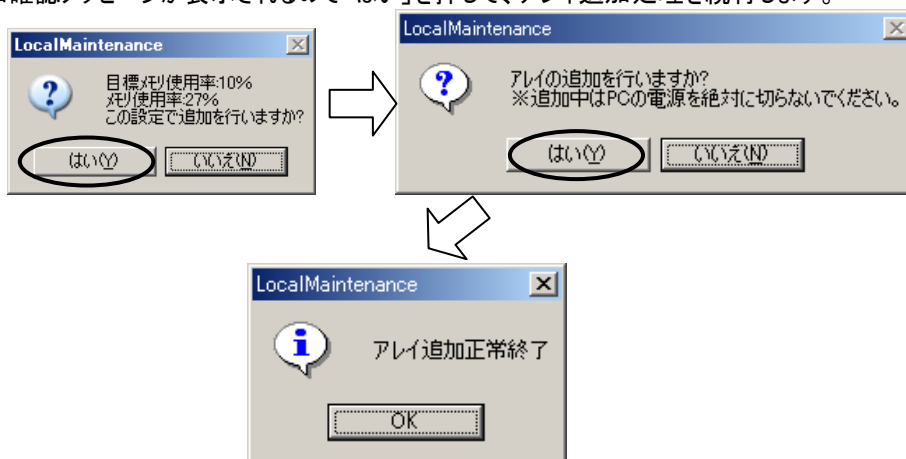 確認メッセージが表示されるので「はい」を押して、アレイ追加処理を続行します。
LocalMaintenance
目標メモリ使用率:10%
メモリ使用率:27%
この設定で追加を行いますか?
はい(Y)
いいえ(N)
LocalMaintenance
アレイの追加を行いますか?
※追加中はPCの電源を絶対に切らないでください。
はい(Y)
いいえ(N)
LocalMaintenance
アレイ追加正常終了
OK